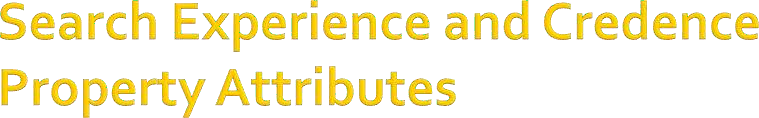 Search Experience and Credence
Property Attributes